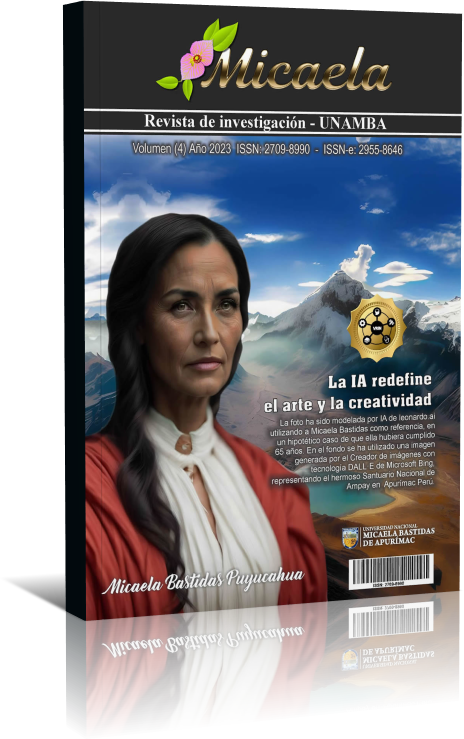 Micaela
Revista de investigación - UNAMBA
Volumen (4) Año 2023 ISSN: 2709-8990 - ISSN-e: 2955-8646
La IA redefine
el arte y la creatividad
La foto ha sido modelada por IA de leonardo.ai
utilizando a Micaela Bastidas como referencia, en
un hipotético caso de que ella hubiera cumplido
65 años. En el fondo se ha utilizado una imagen
generada por el Creador de imágenes con
tecnología DALL·E de Microsoft Bing,
representando el hermoso Santuario Nacional de
Ampay en Apurímac Perú
UNIVERSIDAD NACIONAL
MICAELA BASTIDAS
DE APURÍMAC
Micaela Bastidas Puyucahua
ISSN: 2709-8990